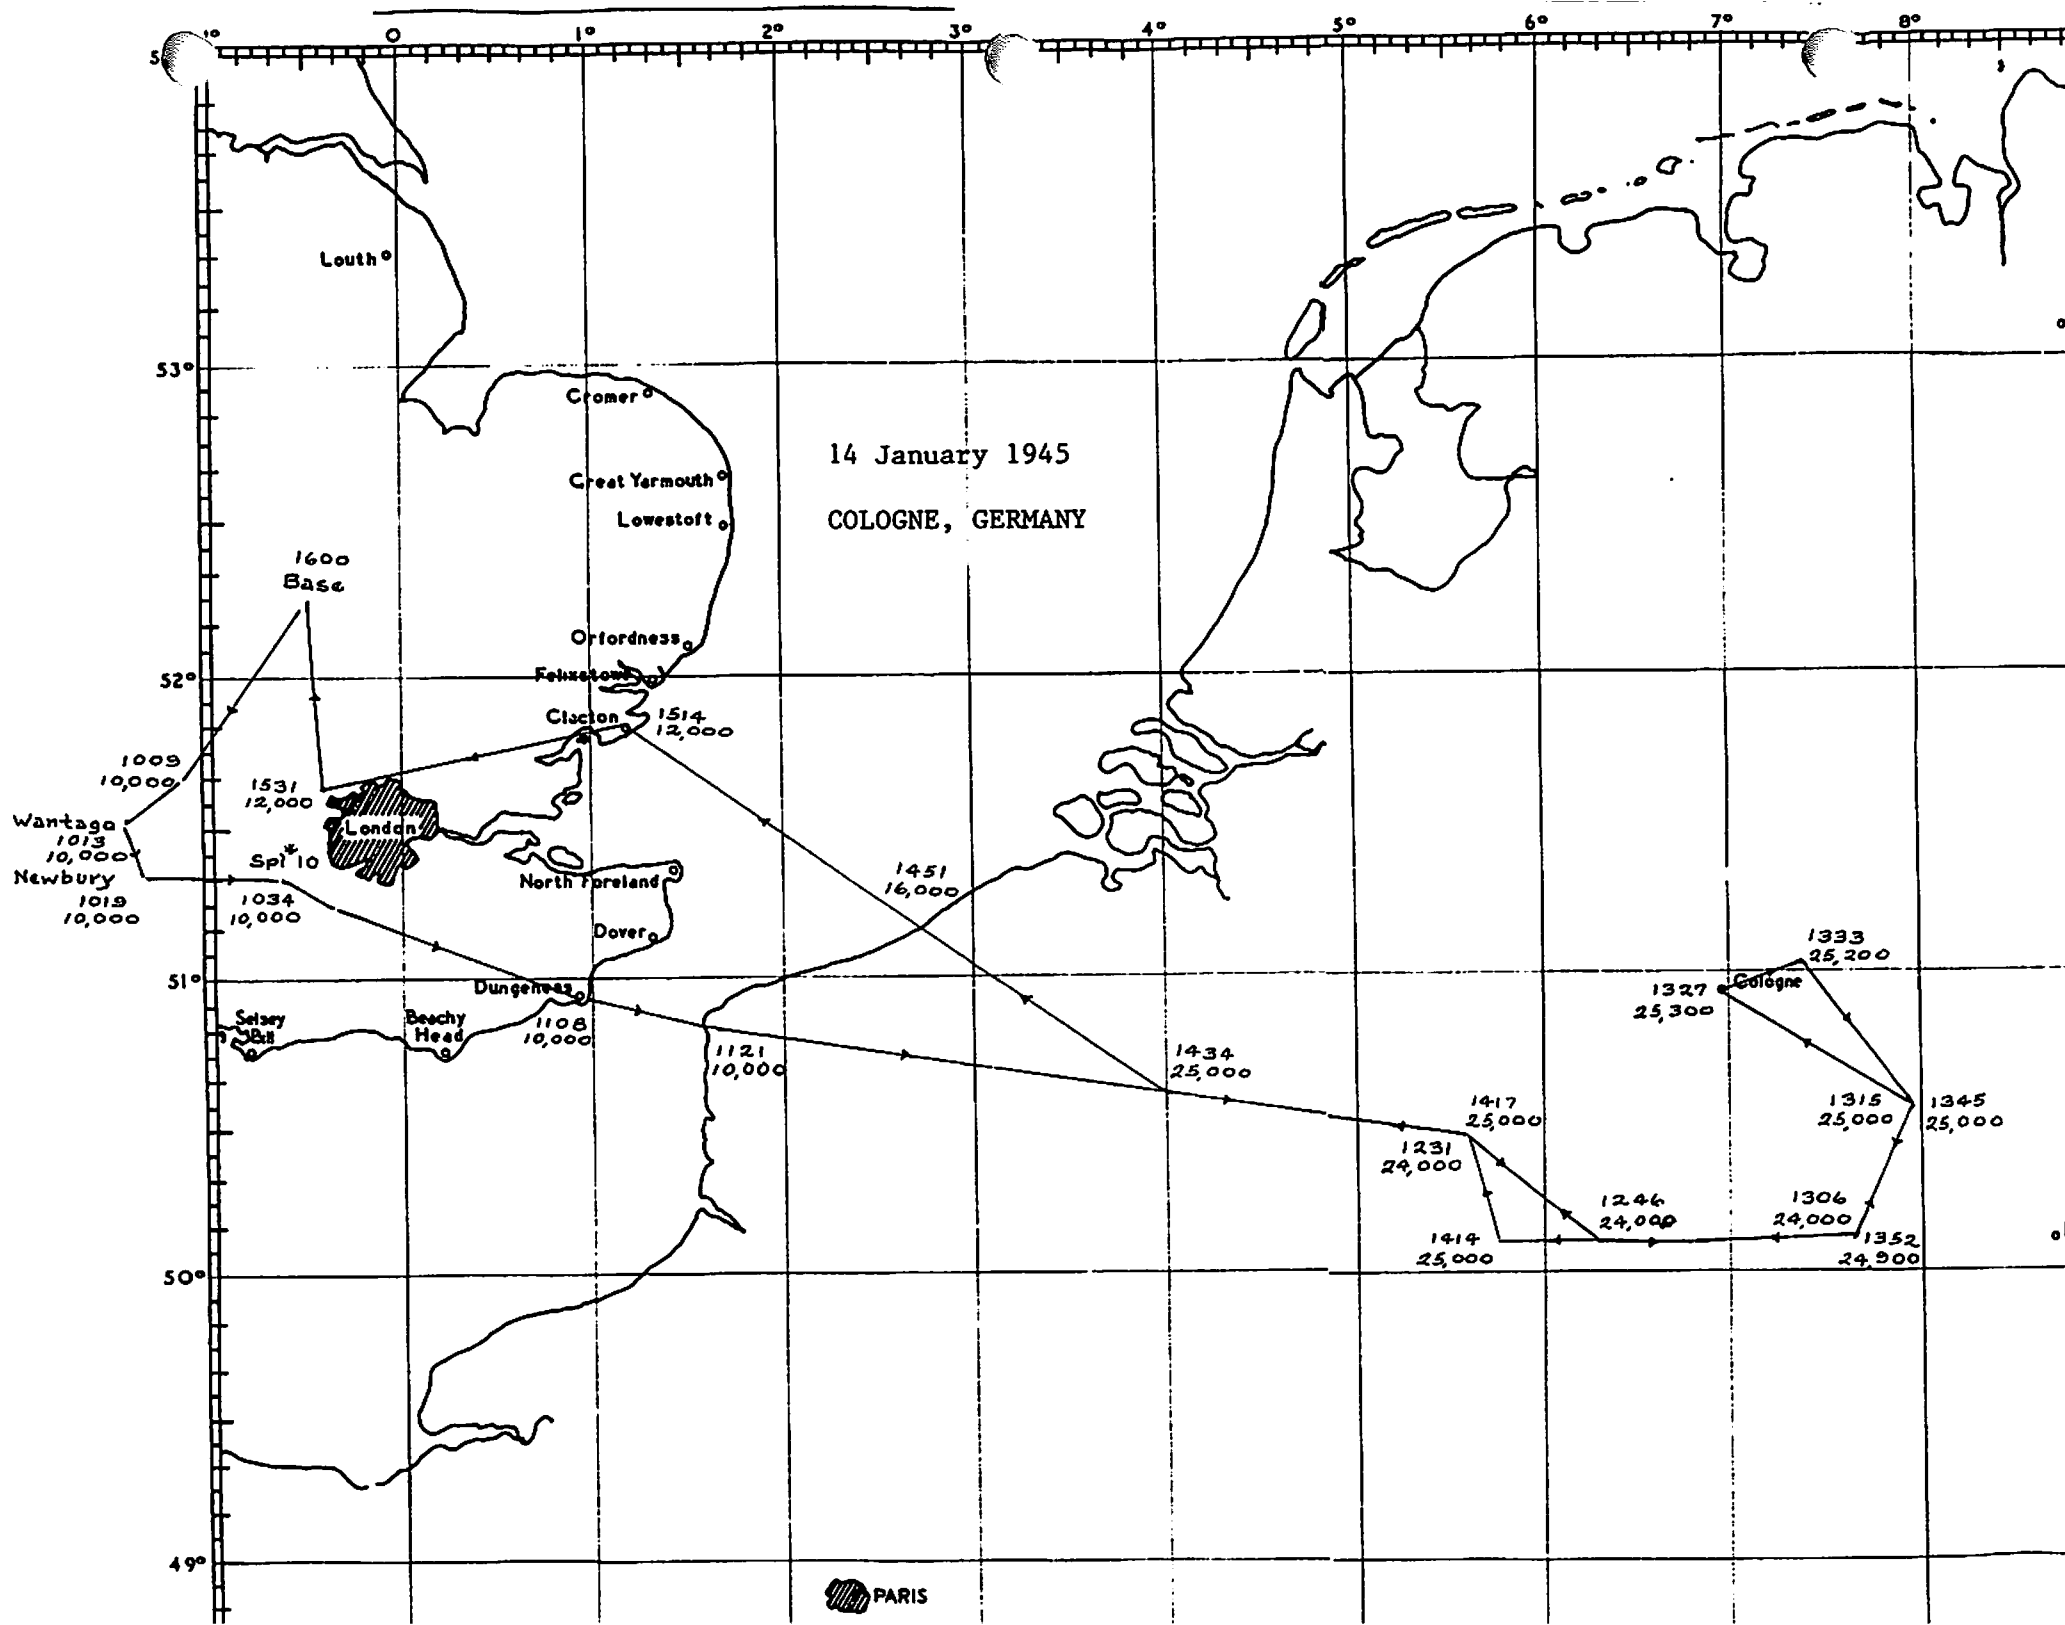 1° 0 1° 2° 3° 4° 5° 6° 7° 8°
Louth
53°
Cromer
14 January 1945
Great Yarmouth
Lowestoft
COLOGNE, GERMANY
1600
Base
Orfordness
52°
Felixstowe
Clacton
1514
12,000
1009
10,000
1531
12,000
Wantage
1013
10,000
London
Spl*10
Newbury
1019
10,000
1034
10,000
North Foreland
1451
16,000
Dover
1333
25,200
51°
Dungeness
Cologne
1327
25,300
Selsey
Bill
Beachy
Head
1108
10,000
1121
10,000
1434
25,000
1417
25,000
1315
25,000
1345
25,000
1231
24,000
1246
24,000
1306
24,000
1414
25,000
1352
24,900
50°
49°
PARIS